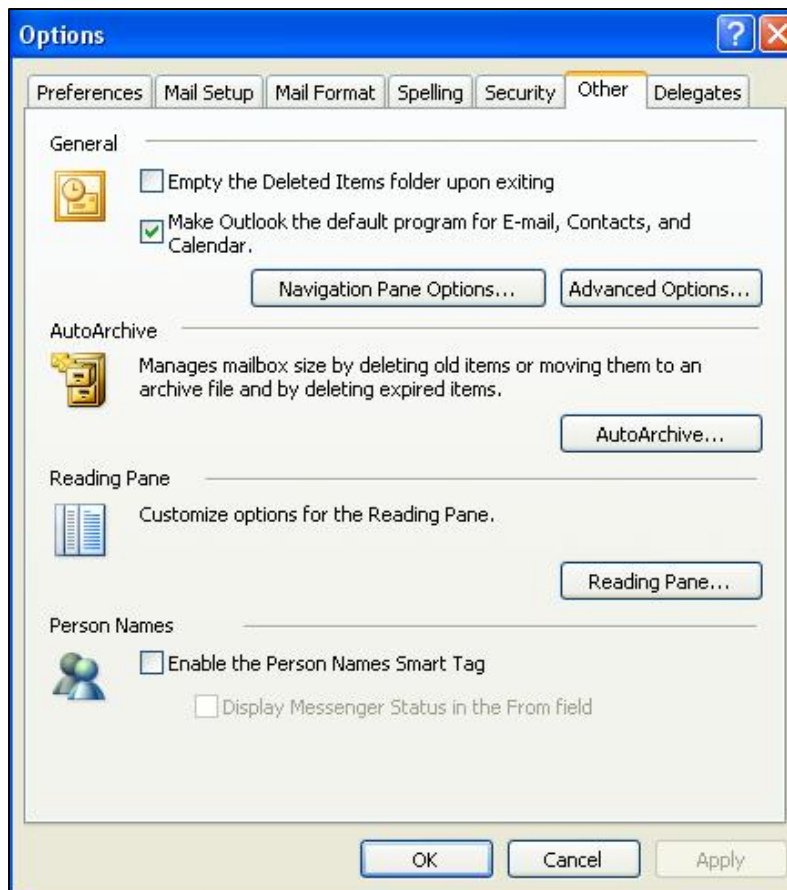 Options
Preferences Mail Setup Mail Format Spelling Security Other Delegates
General
Empty the Deleted Items folder upon exiting
Make Outlook the default program for E-mail, Contacts, and
Calendar.
Navigation Pane Options... Advanced Options...
AutoArchive
Manages mailbox size by deleting old items or moving them to an
archive file and by deleting expired items.
AutoArchive...
Reading Pane
Customize options for the Reading Pane.
Reading Pane...
Person Names
Enable the Person Names Smart Tag
Display Messenger Status in the From field
OK Cancel Apply